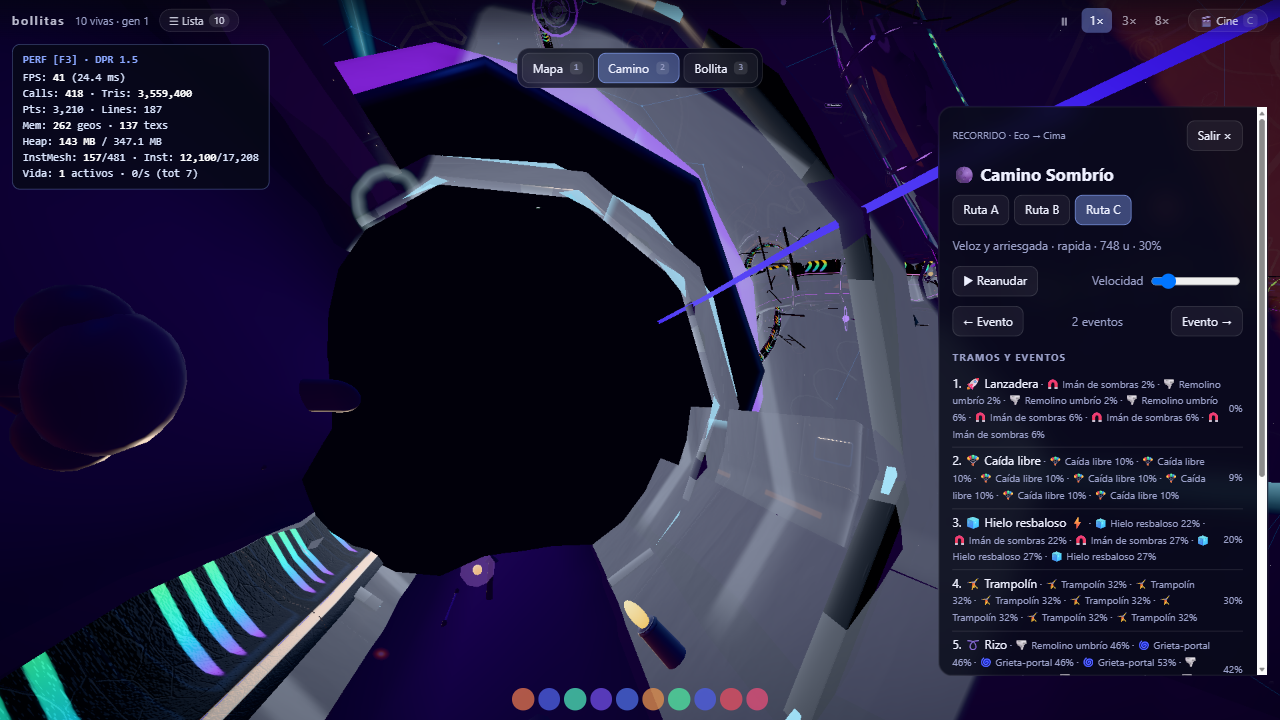 bollitas 10 vivas · gen 1 ☰ Lista 10
1× 3× 8× 🎬 Cine C
PERF [F3] · DPR 1.5
FPS: 41 (24.4 ms)
Calls: 418 · Tris: 3,559,400
Pts: 3,210 · Lines: 187
Mem: 262 geos · 137 texs
Heap: 143 MB / 347.1 MB
InstMesh: 157/481 · Inst: 12,100/17,208
Vida: 1 activos · 0/s (tot 7)
Mapa 1 Camino 2 Bollita 3
RECORRIDO · Eco → Cima Salir ×
Camino Sombrío
Ruta A Ruta B Ruta C
Veloz y arriesgada · rapida · 748 u · 30%
▶ Reanudar Velocidad
← Evento 2 eventos Evento →
TRAMOS Y EVENTOS
1. 🚀 Lanzadera · 🧲 Imán de sombras 2% · 🌪 Remolino
umbrío 2% · 🌪 Remolino umbrío 2% · 🌪 Remolino umbrío
6% · 🧲 Imán de sombras 6% · 🧲 Imán de sombras 6% · 🧲
Imán de sombras 6%
0%
2. 🪂 Caída libre · 🪂 Caída libre 10% · 🪂 Caída libre
10% · 🪂 Caída libre 10% · 🪂 Caída libre 10% · 🪂 Caída
libre 10% · 🪂 Caída libre 10% · 🪂 Caída libre 10%
9%
3. 🧊 Hielo resbaloso ⚡ · 🧊 Hielo resbaloso 22% ·
🧲 Imán de sombras 22% · 🧲 Imán de sombras 27% · 🧊
Hielo resbaloso 27% · 🧊 Hielo resbaloso 27%
20%
4. 🤸 Trampolín · 🤸 Trampolín 32% · 🤸 Trampolín
32% · 🤸 Trampolín 32% · 🤸 Trampolín 32% · 🤸
Trampolín 32% · 🤸 Trampolín 32% · 🤸 Trampolín 32%
30%
5. ➰ Rizo · 🌪 Remolino umbrío 46% · 🌀 Grieta-portal
46% · 🌀 Grieta-portal 46% · 🌀 Grieta-portal 53% · 🌪
42%